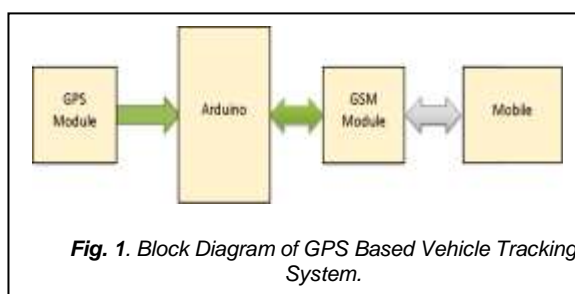 GPS
Module
Arduino
GSM
Module
Mobile
Fig. 1. Block Diagram of GPS Based Vehicle Tracking
System.